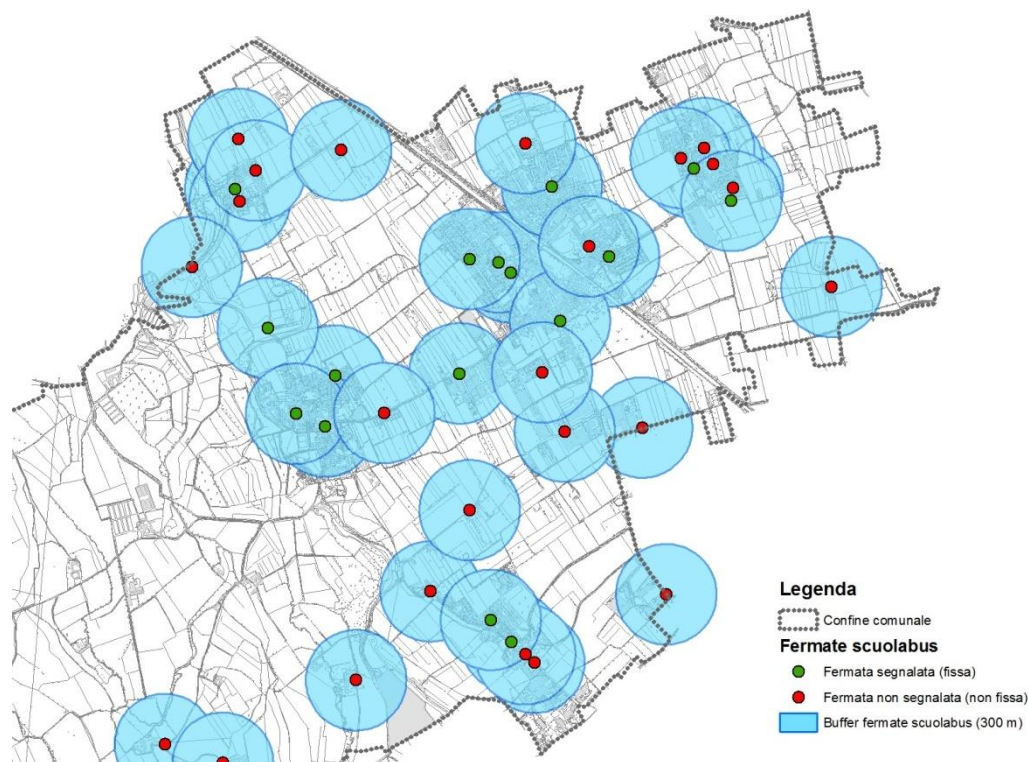 Legenda
Confine comunale
Fermate scuolabus
Fermata segnalata (fissa)
Fermata non segnalata (non fissa)
Buffer fermate scuolabus (300 m)